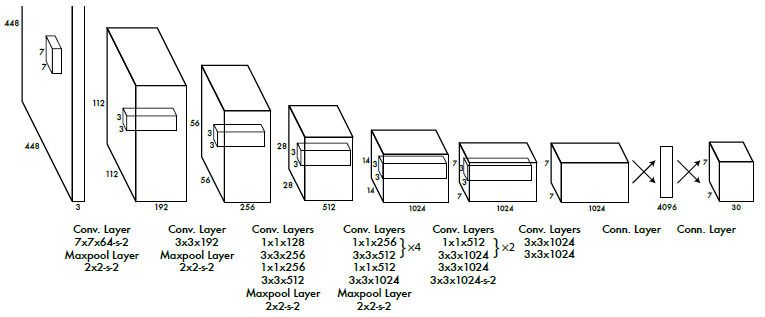 448
7
7
448
3
112
3
3
112
192
56
3
3
56
256
28
3
3
28
512
14
3
3
14
1024
7
3
3
7
1024
7
7
1024
4096
7
7
30
Conv. Layer
7x7x64-s-2
Maxpool Layer
2x2-s-2
Conv. Layer
3x3x192
Maxpool Layer
2x2-s-2
Conv. Layers
1x1x128
3x3x256
1x1x256
3x3x512
Maxpool Layer
2x2-s-2
Conv. Layers
1x1x256
3x3x512
×4
1x1x512
3x3x1024
Maxpool Layer
2x2-s-2
Conv. Layers
1x1x512
3x3x1024
×2
3x3x1024
3x3x1024-s-2
Conv. Layers
3x3x1024
3x3x1024
Conn. Layer
Conn. Layer